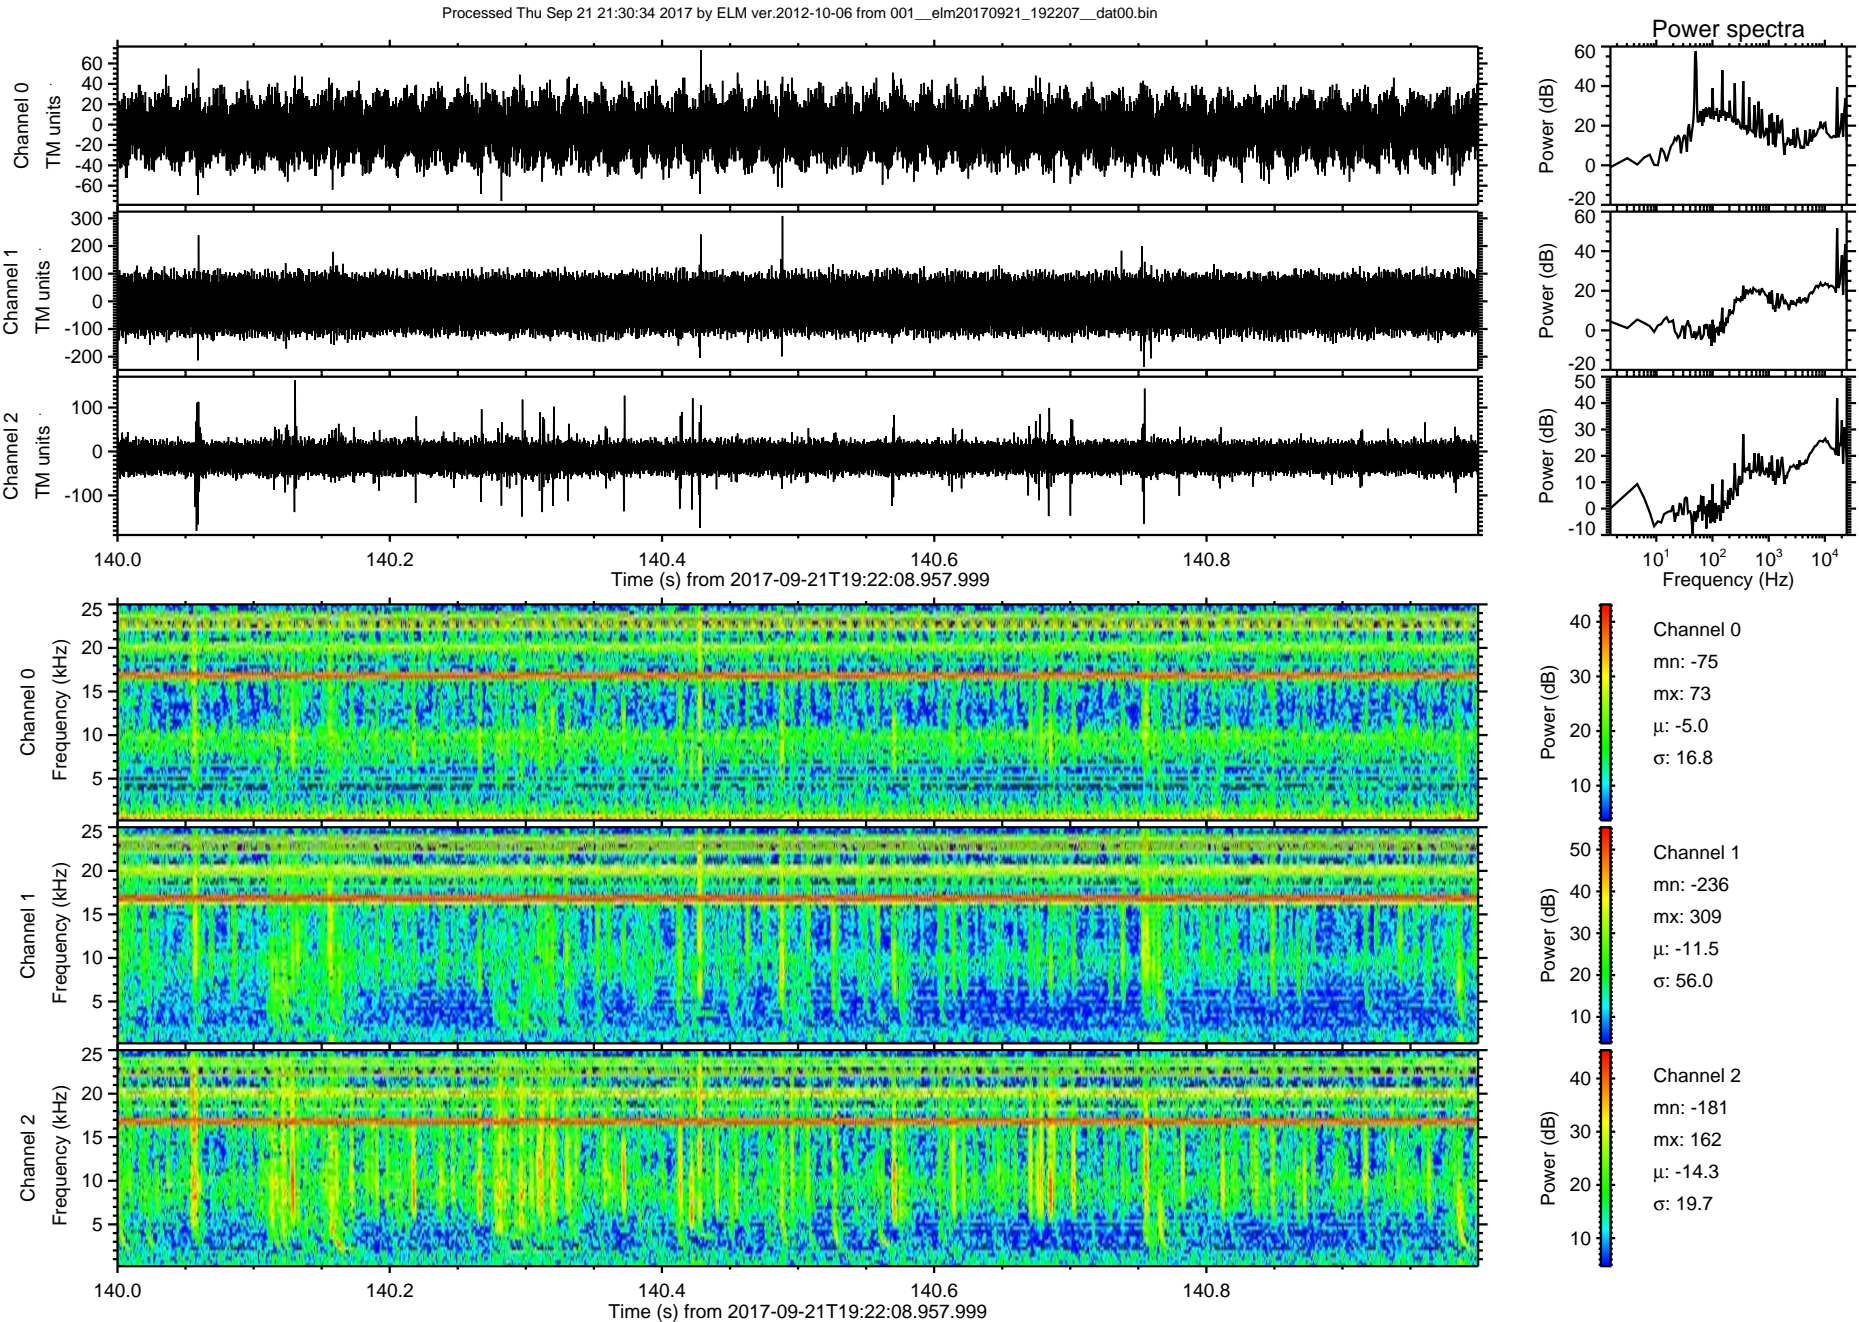 Processed Thu Sep 21 21:30:34 2017 by ELM ver.2012-10-06 from 001__elm20170921_192207__dat00.bin
Power spectra
Channel 0
TM units
60
40
20
0
-20
-40
-60
Power (dB)
60
40
20
0
-20
Channel 1
TM units
300
200
100
0
-100
-200
Power (dB)
60
40
20
0
-20
Channel 2
TM units
100
0
-100
Power (dB)
50
40
30
20
10
0
-10
140.0 140.2 140.4 140.6 140.8
Time (s) from 2017-09-21T19:22:08.957.999
10^1 10^2 10^3 10^4
Frequency (Hz)
Channel 0
Frequency (kHz)
25
20
15
10
5
Power (dB)
40
30
20
10
Channel 0
mn: -75
mx: 73
μ: -5.0
σ: 16.8
Channel 1
Frequency (kHz)
25
20
15
10
5
Power (dB)
50
40
30
20
10
Channel 1
mn: -236
mx: 309
μ: -11.5
σ: 56.0
Channel 2
Frequency (kHz)
25
20
15
10
5
Power (dB)
40
30
20
10
Channel 2
mn: -181
mx: 162
μ: -14.3
σ: 19.7
140.0 140.2 140.4 140.6 140.8
Time (s) from 2017-09-21T19:22:08.957.999